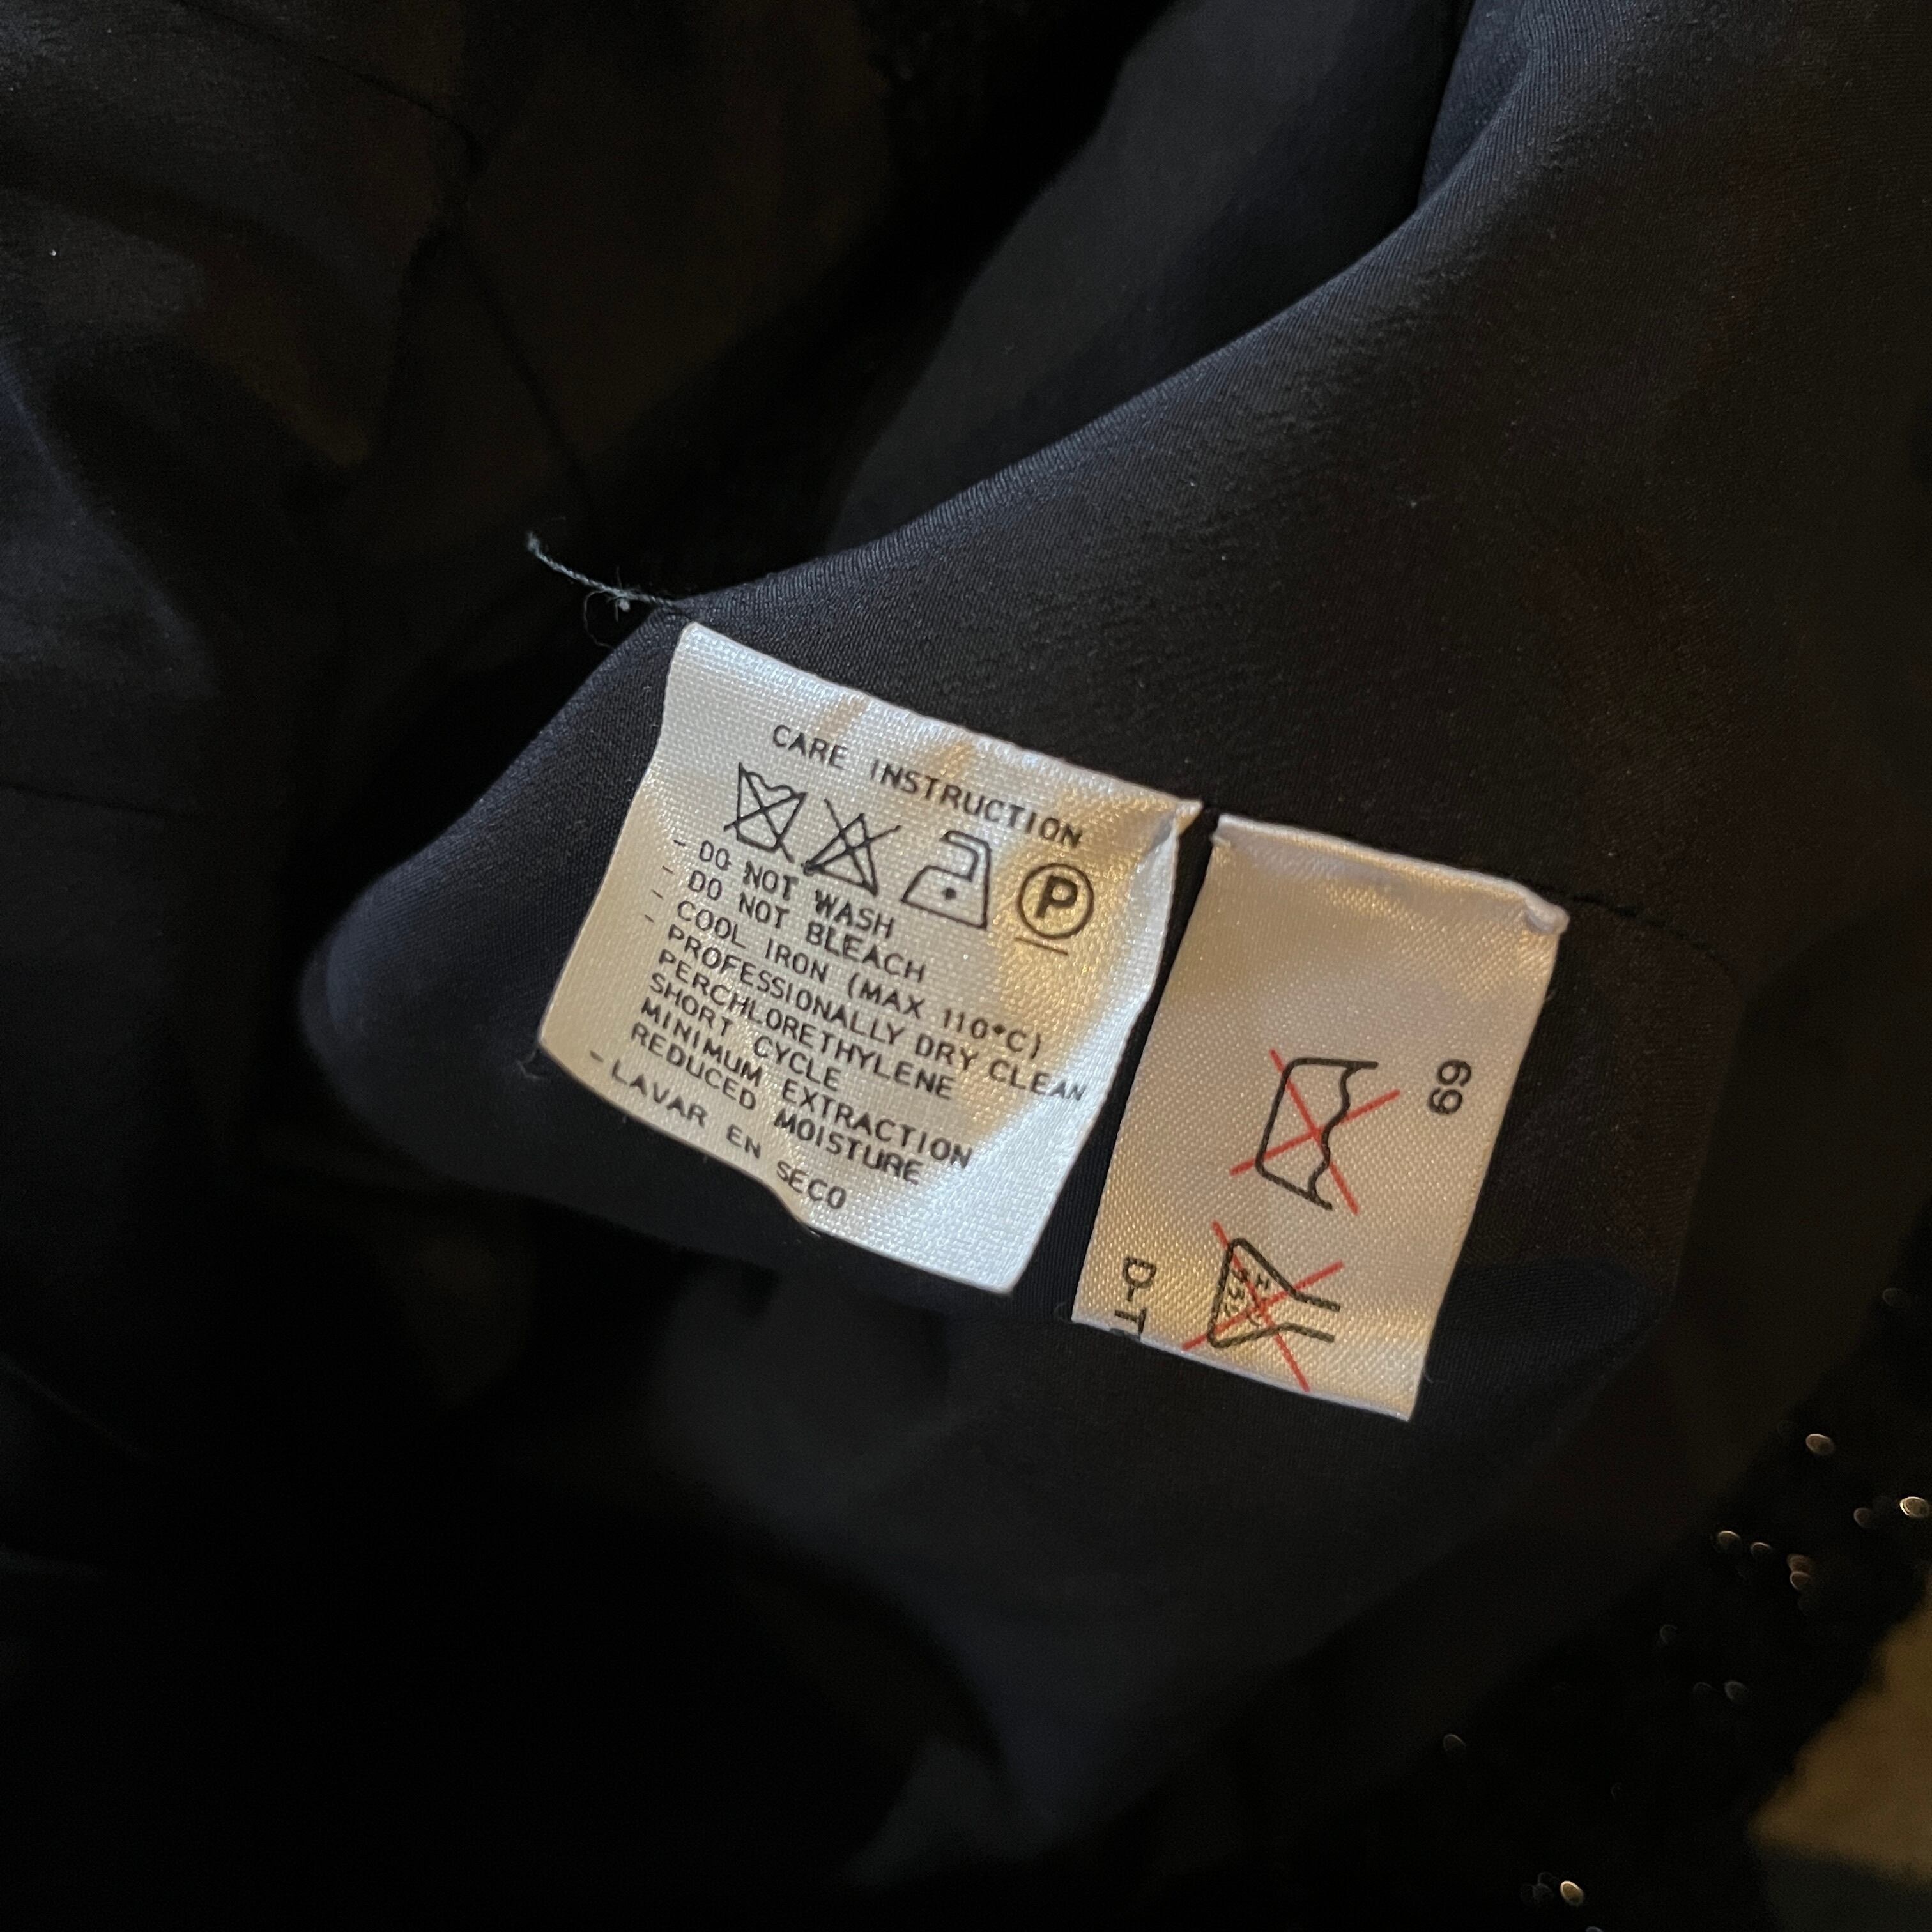 CARE INSTRUCTION
P
- DO NOT WASH
- DO NOT BLEACH
- COOL IRON (MAX 110°C)
- PROFESSIONALLY DRY CLEAN
PERCHLORETHYLENE
SHORT CYCLE
MINIMUM EXTRACTION
REDUCED MOISTURE
- LAVAR EN SECO
69